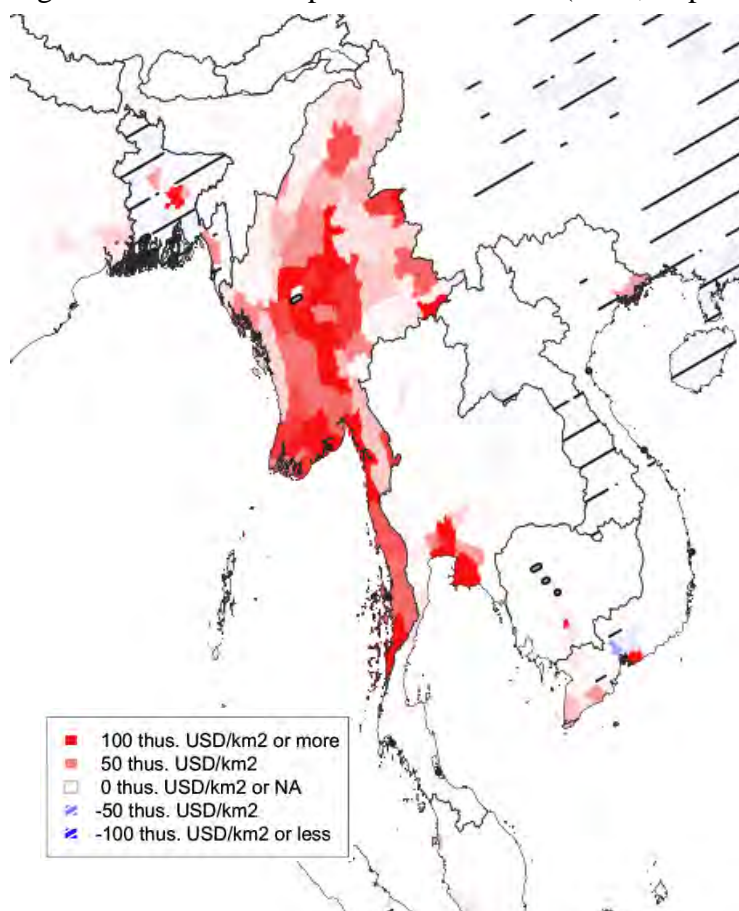 100 thus. USD/km2 or more
50 thus. USD/km2
0 thus. USD/km2 or NA
-50 thus. USD/km2
-100 thus. USD/km2 or less